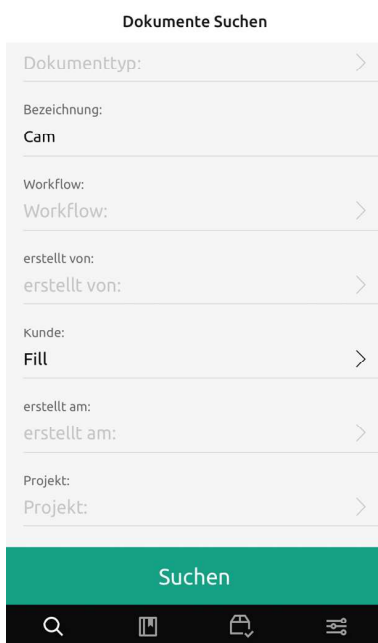 Dokumente Suchen
Dokumenttyp:
Bezeichnung:
Cam
Workflow:
Workflow:
erstellt von:
erstellt von:
Kunde:
Fill
erstellt am:
erstellt am:
Projekt:
Projekt:
Suchen